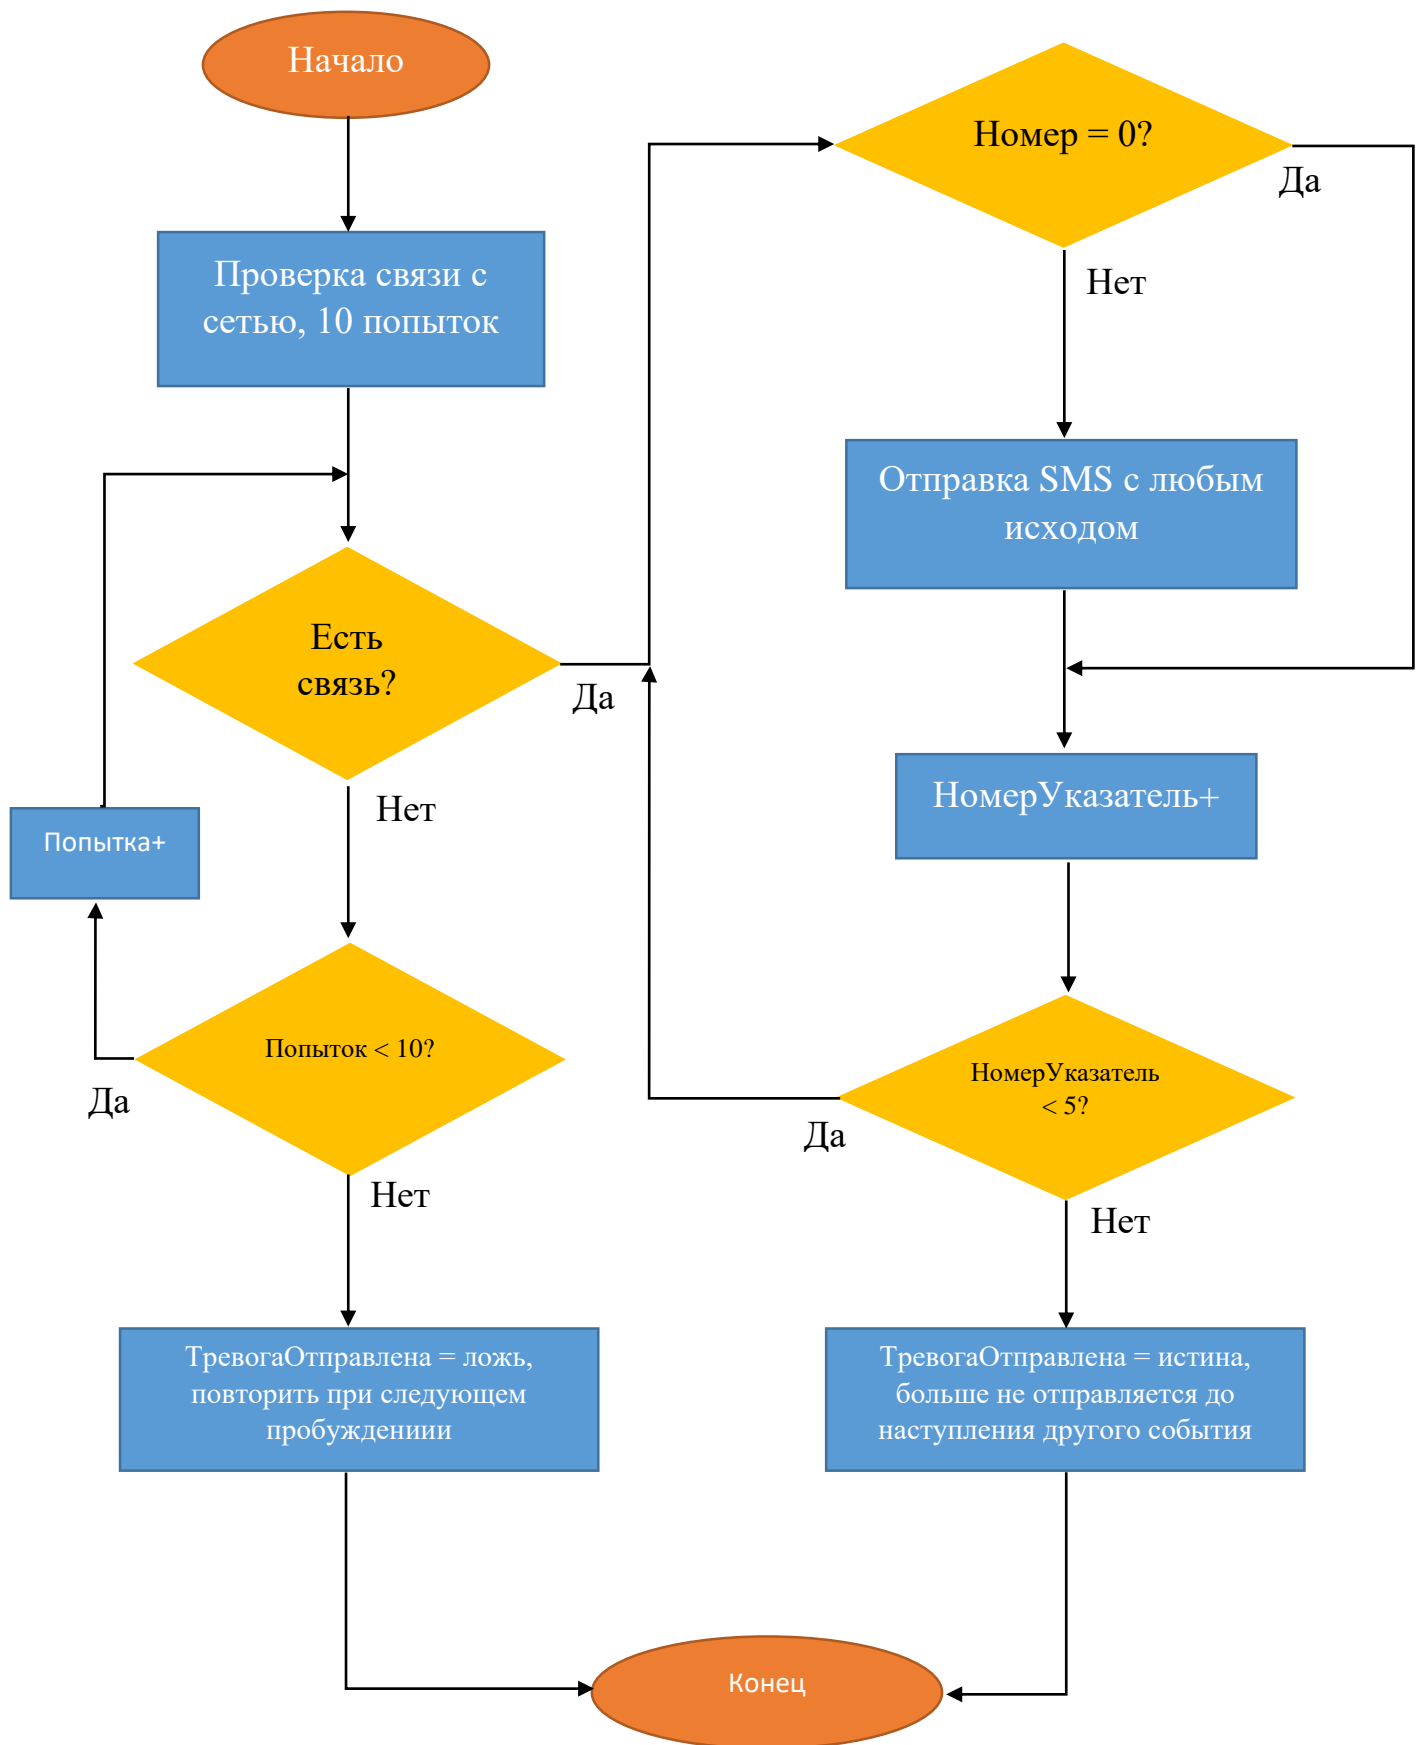 Начало
Проверка связи с
сетью, 10 попыток
Есть
связь?
Да
Нет
Попытка+
Попыток < 10?
Да
Нет
ТревогаОтправлена = ложь,
повторить при следующем
пробуждениии
Номер = 0?
Да
Нет
Отправка SMS с любым
исходом
НомерУказатель+
НомерУказатель
< 5?
Да
Нет
ТревогаОтправлена = истина,
больше не отправляется до
наступления другого события
Конец